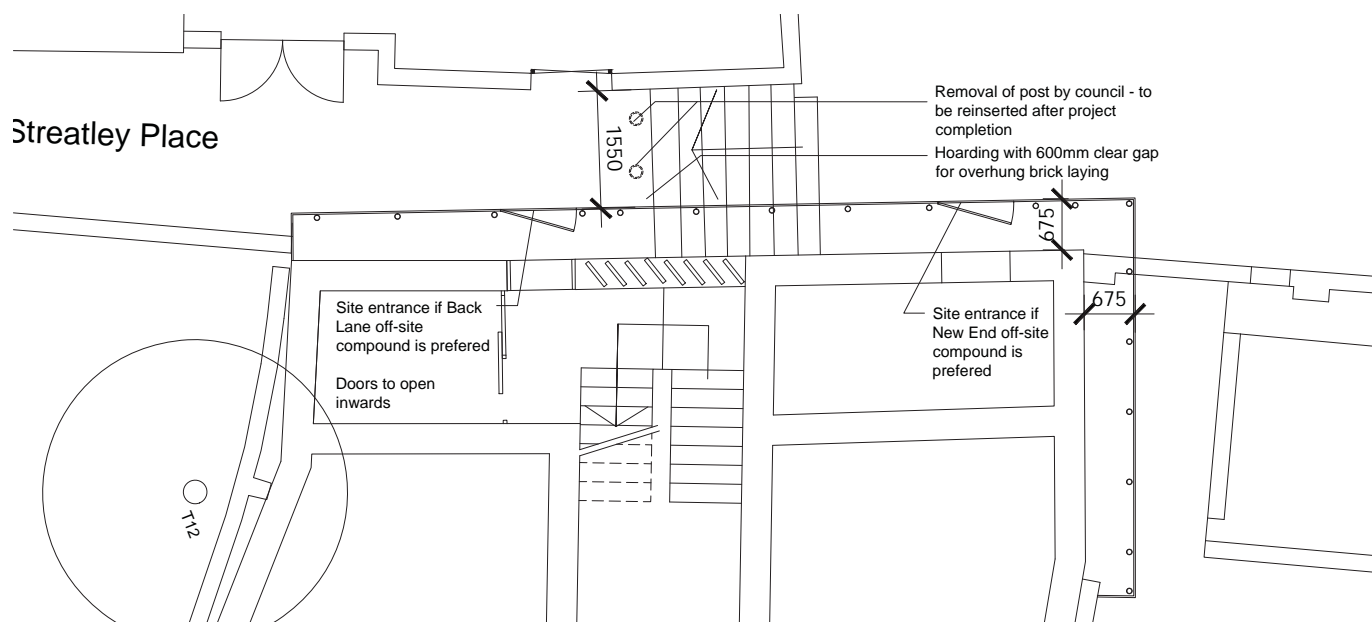 Removal of post by council - to
be reinserted after project
completion
Streatley Place
1550
Hoarding with 600mm clear gap
for overhung brick laying
675
675
Site entrance if Back
Lane off-site
compound is prefered
Doors to open
inwards
Site entrance if
New End off-site
compound is
prefered
T12